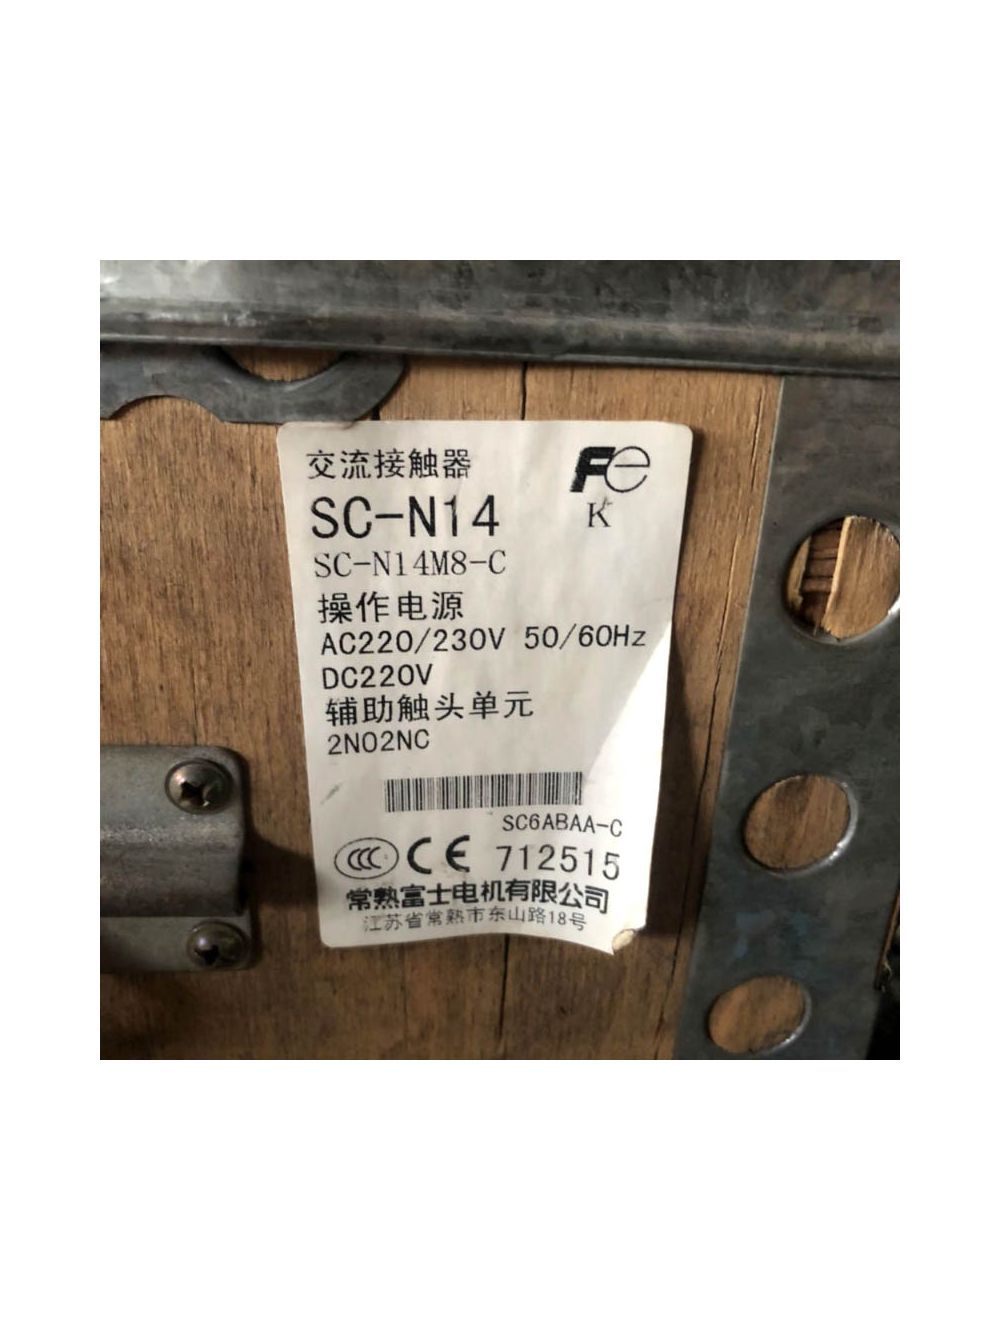 交流接触器
Fe
SC-N14
K
SC-N14M8-C
操作电源
AC220/230V 50/60Hz
DC220V
辅助触头单元
2NO2NC
SC6ABAA-C
CCC CE 712515
常熟富士电机有限公司
江苏省常熟市东山路18号